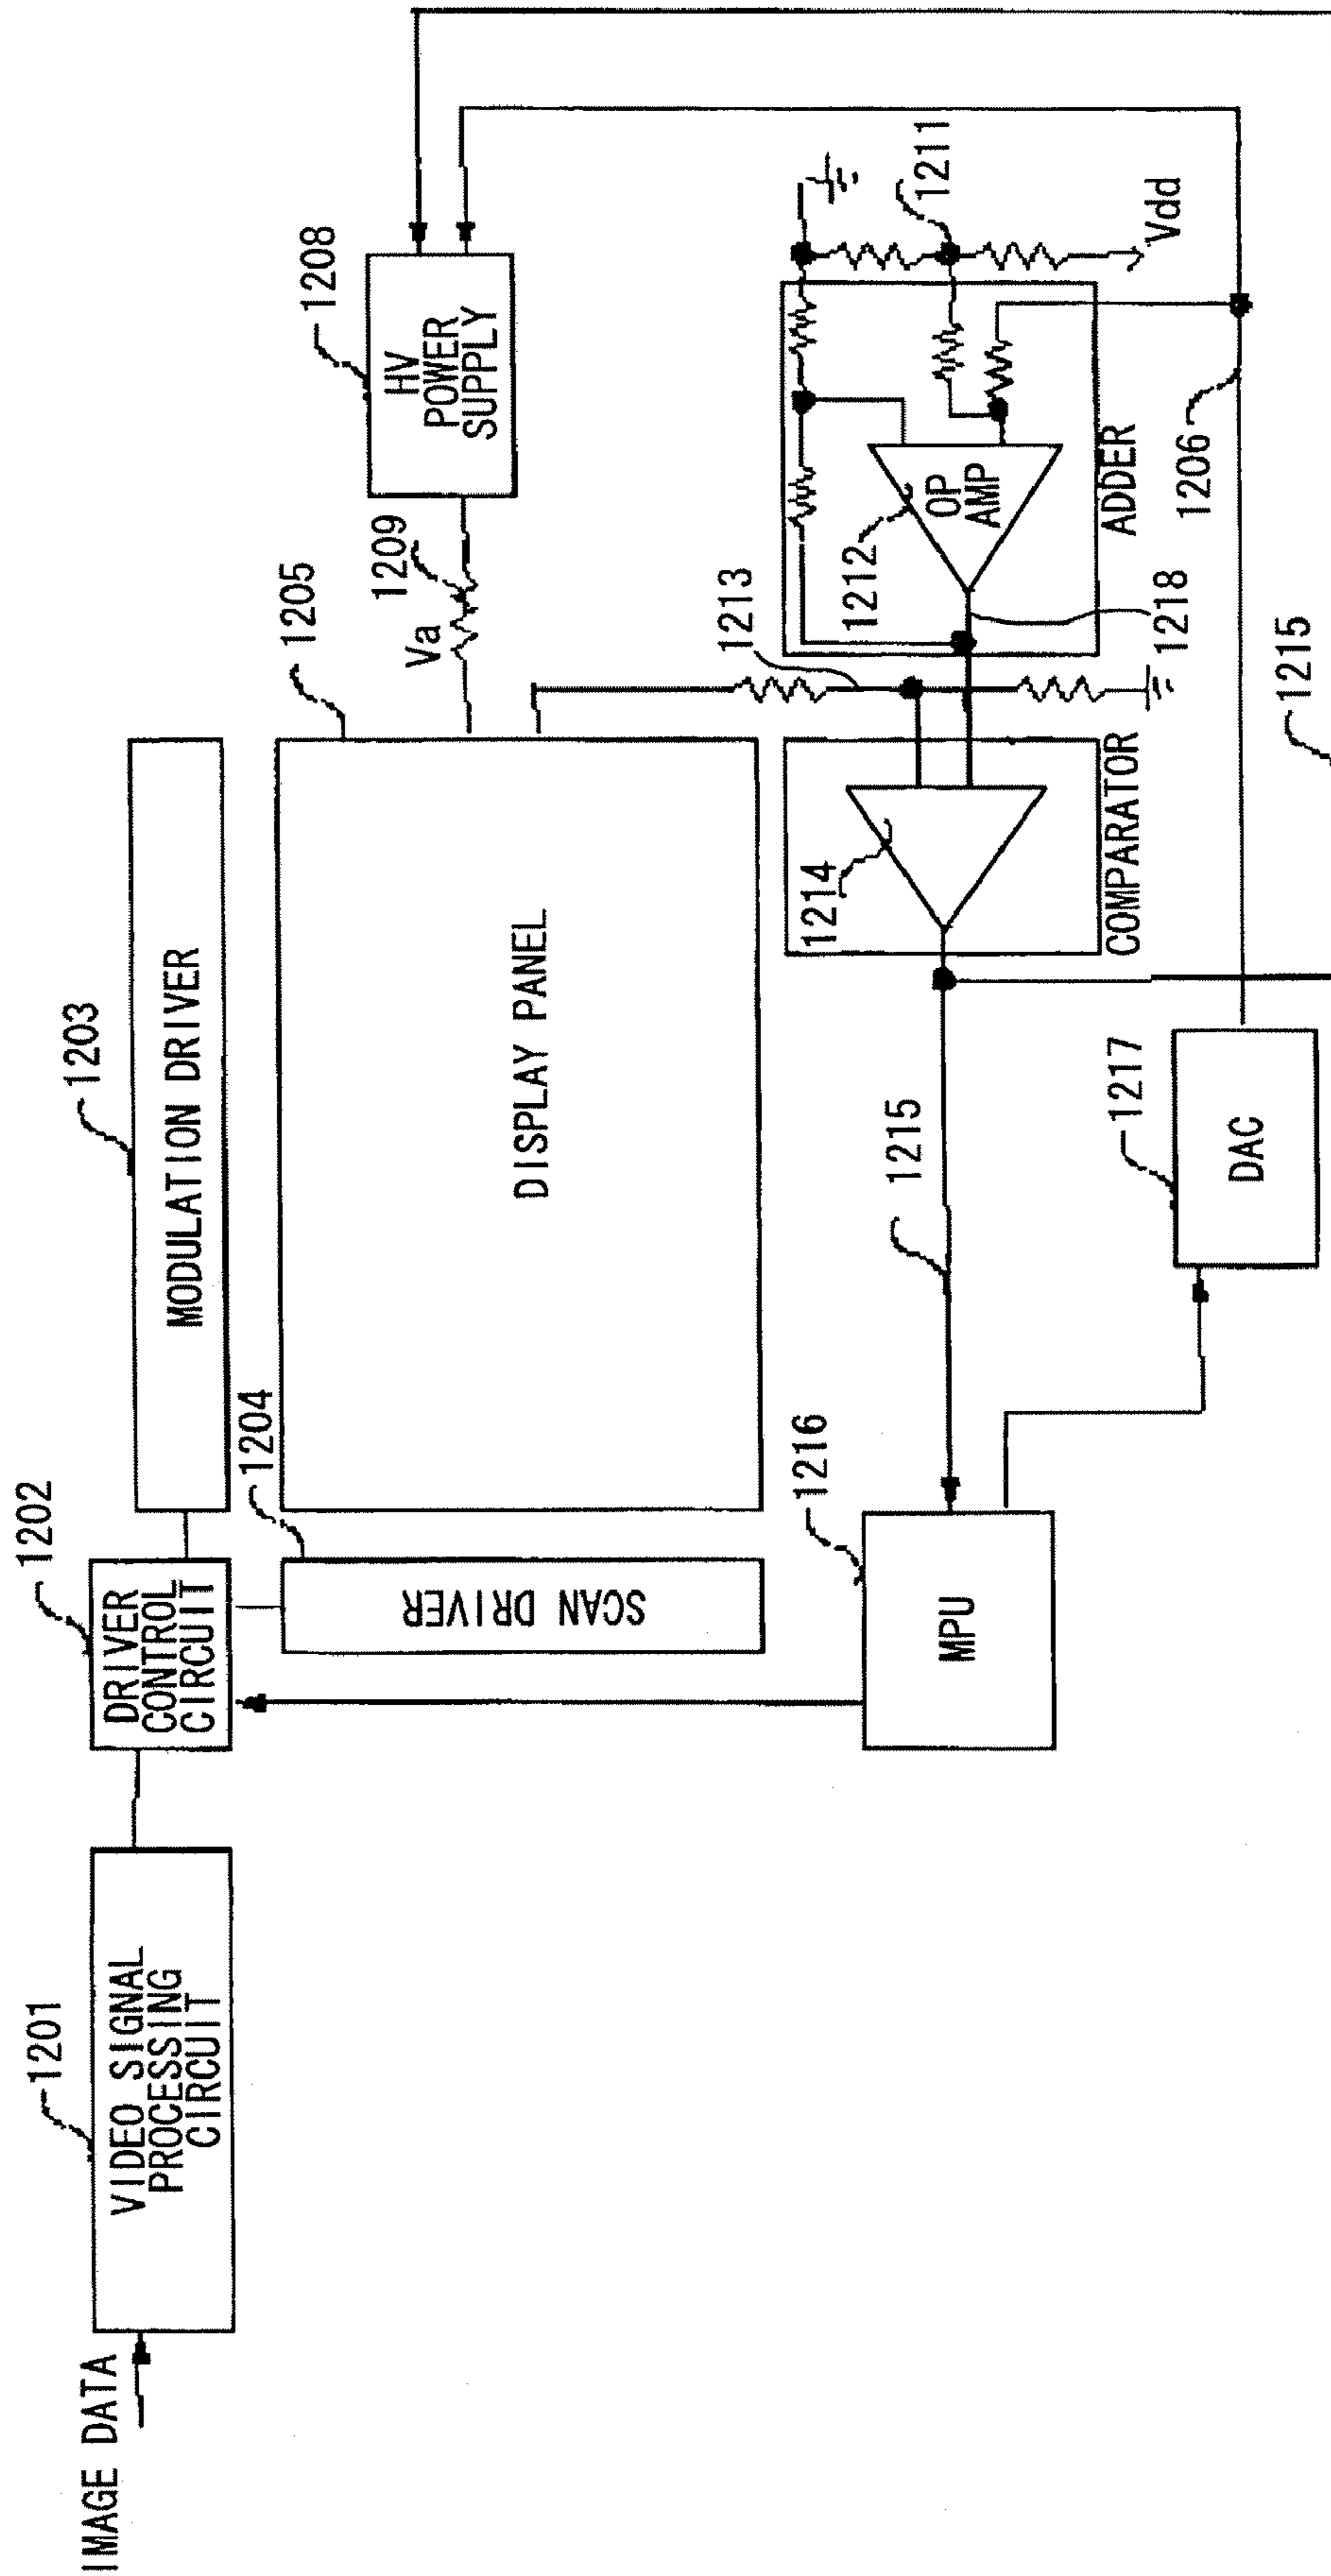 IMAGE DATA
1201
VIDEO SIGNAL
PROCESSING
CIRCUIT
1202
DRIVER
CONTROL
CIRCUIT
1203
MODULATION DRIVER
1204
SCAN DRIVER
1205
DISPLAY PANEL
Va
1209
1208
HV
POWER
SUPPLY
1216
MPU
1215
1214
COMPARATOR
1213
1212
OP
AMP
1218
ADDER
1211
Vdd
1206
1217
DAC
1215